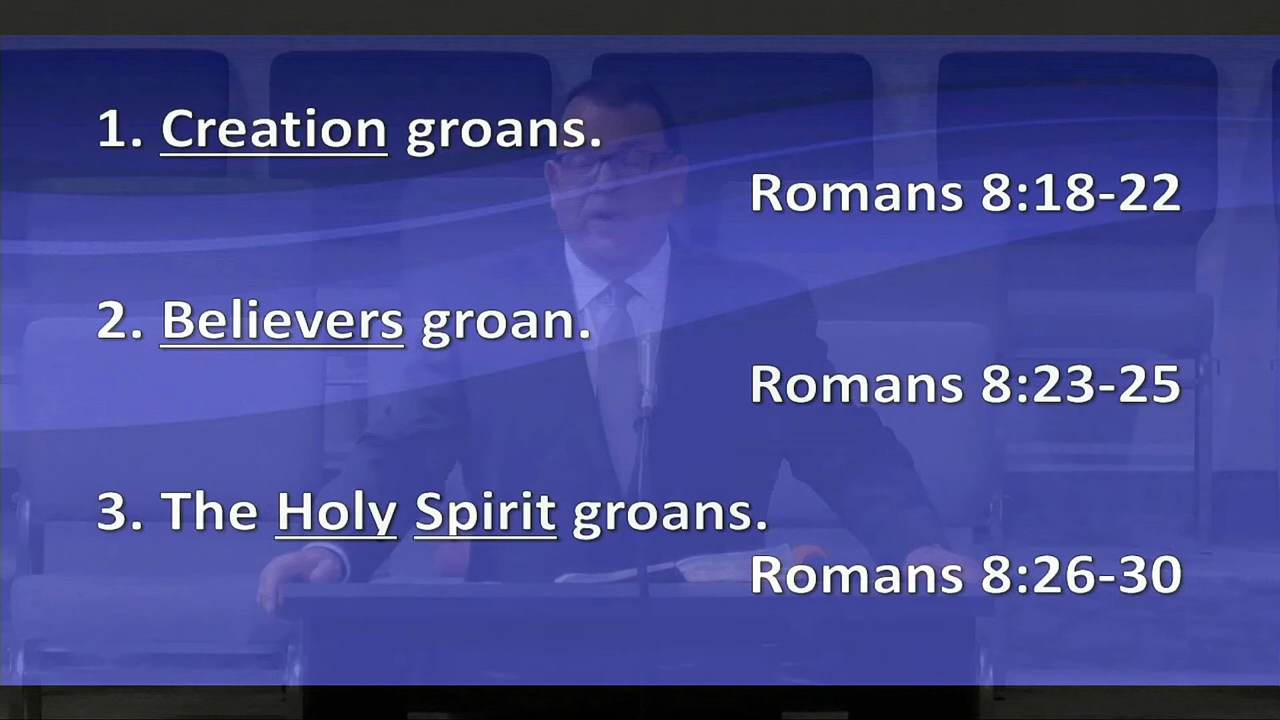 1. Creation groans.
Romans 8:18-22
2. Believers groan.
Romans 8:23-25
3. The Holy Spirit groans.
Romans 8:26-30